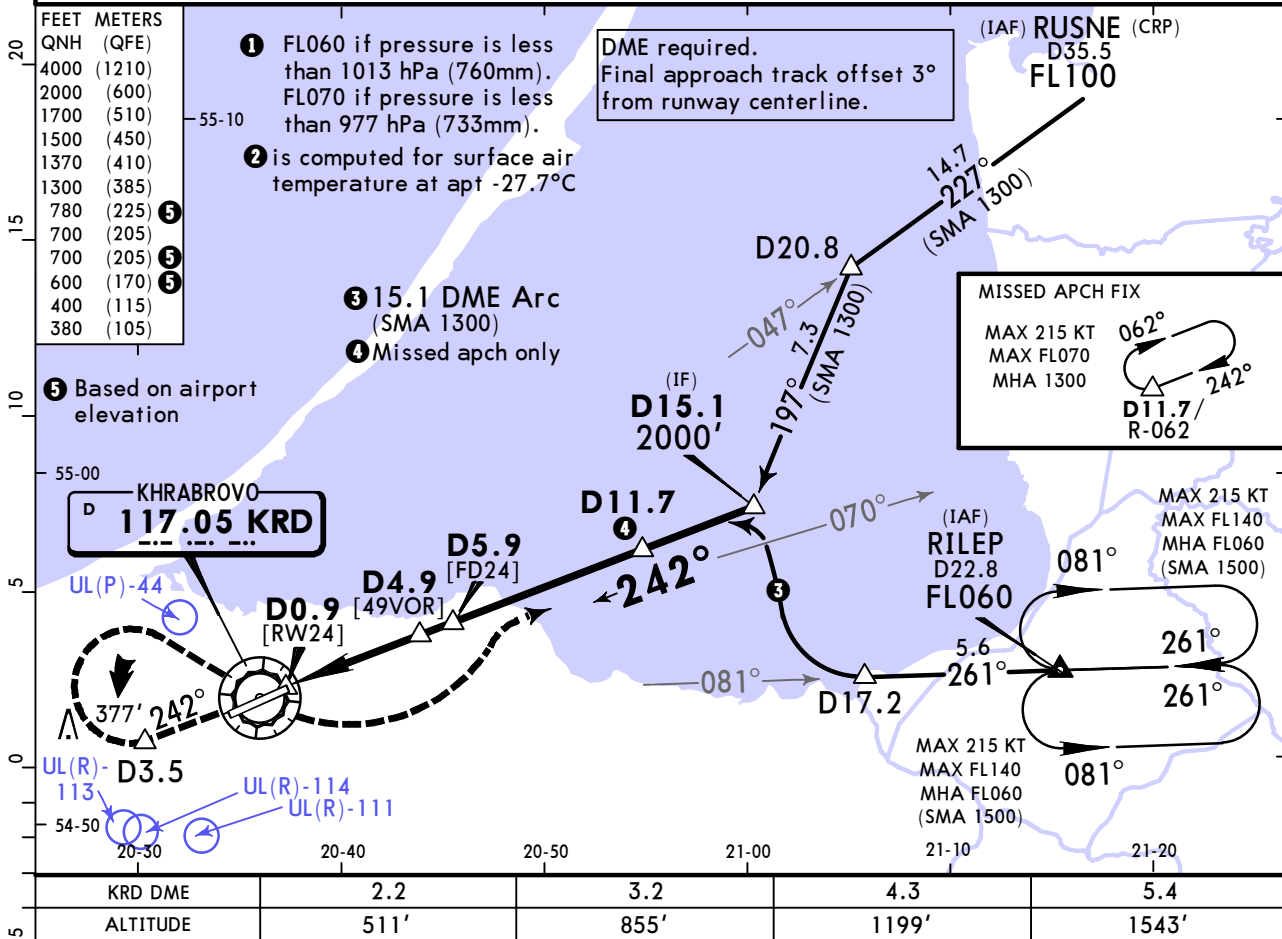 FEET METERS
QNH (QFE)
4000 (1210)
2000 (600)
1700 (510)
1500 (450)
1370 (410)
1300 (385)
780 (225) 5
700 (205)
700 (205) 5
600 (170) 5
400 (115)
380 (105)
1 FL060 if pressure is less
than 1013 hPa (760mm).
FL070 if pressure is less
than 977 hPa (733mm).
2 is computed for surface air
temperature at apt -27.7°C
DME required.
Final approach track offset 3°
from runway centerline.
(IAF) RUSNE (CRP)
D35.5
FL100
14.7
227°
(SMA 1300)
D20.8
047°
7.3
197°
(SMA 1300)
3 15.1 DME Arc
(SMA 1300)
4 Missed apch only
5 Based on airport
elevation
(IF)
D15.1
2000'
MISSED APCH FIX
MAX 215 KT
MAX FL070
MHA 1300
062°
242°
D11.7/
R-062
KHRABROVO
D 117.05 KRD
D11.7
4
242°
070°
D5.9
[FD24]
D4.9
[49VOR]
D0.9
[RW24]
3
(IAF)
RILEP
D22.8
FL060
5.6
261°
081°
D17.2
MAX 215 KT
MAX FL140
MHA FL060
(SMA 1500)
081°
261°
261°
081°
MAX 215 KT
MAX FL140
MHA FL060
(SMA 1500)
UL(P)-44
377'
242°
D3.5
UL(R)-
113
UL(R)-114
UL(R)-111
20
15
10
5
0
5
55-10
55-00
54-50
20-30
20-40
20-50
21-00
21-10
21-20
KRD DME 2.2 3.2 4.3 5.4
ALTITUDE 511' 855' 1199' 1543'